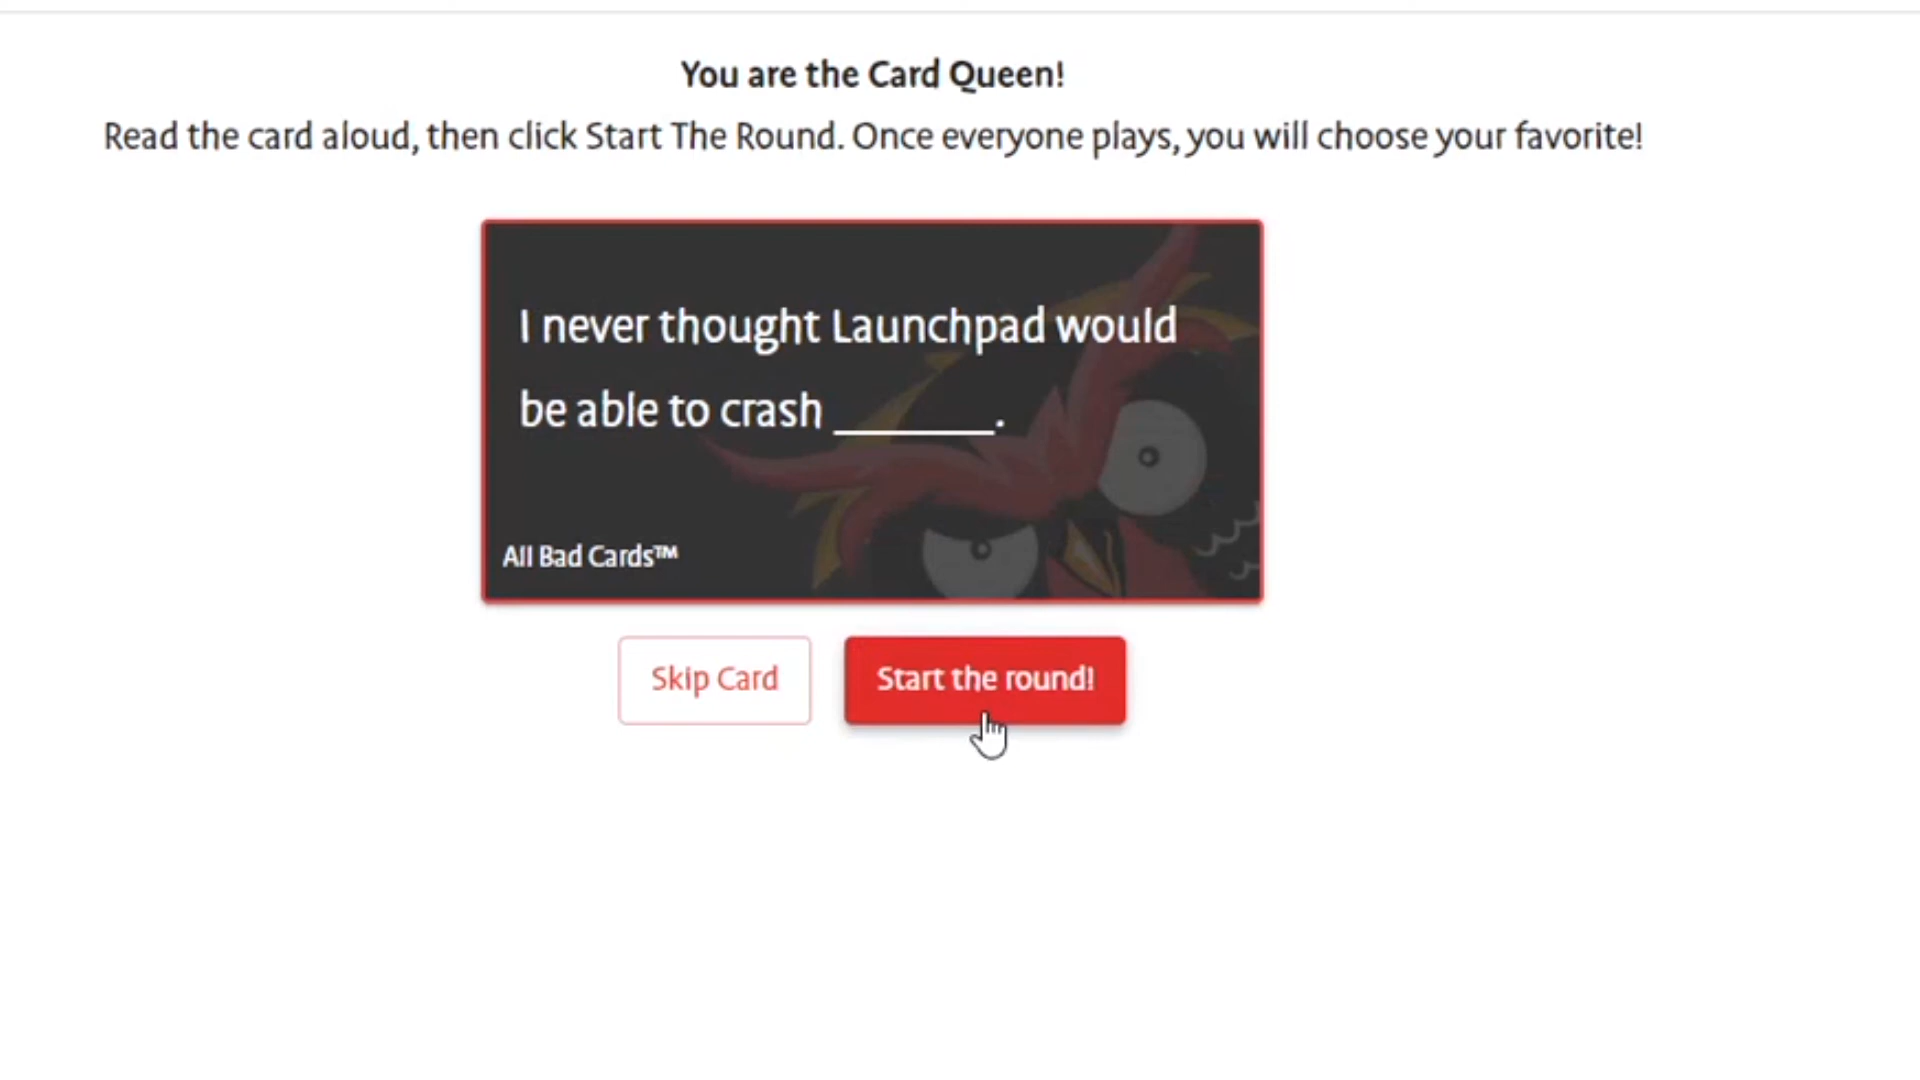 You are the Card Queen!
Read the card aloud, then click Start The Round. Once everyone plays, you will choose your favorite!
I never thought Launchpad would
be able to crash ________.
All Bad Cards™
Skip Card
Start the round!